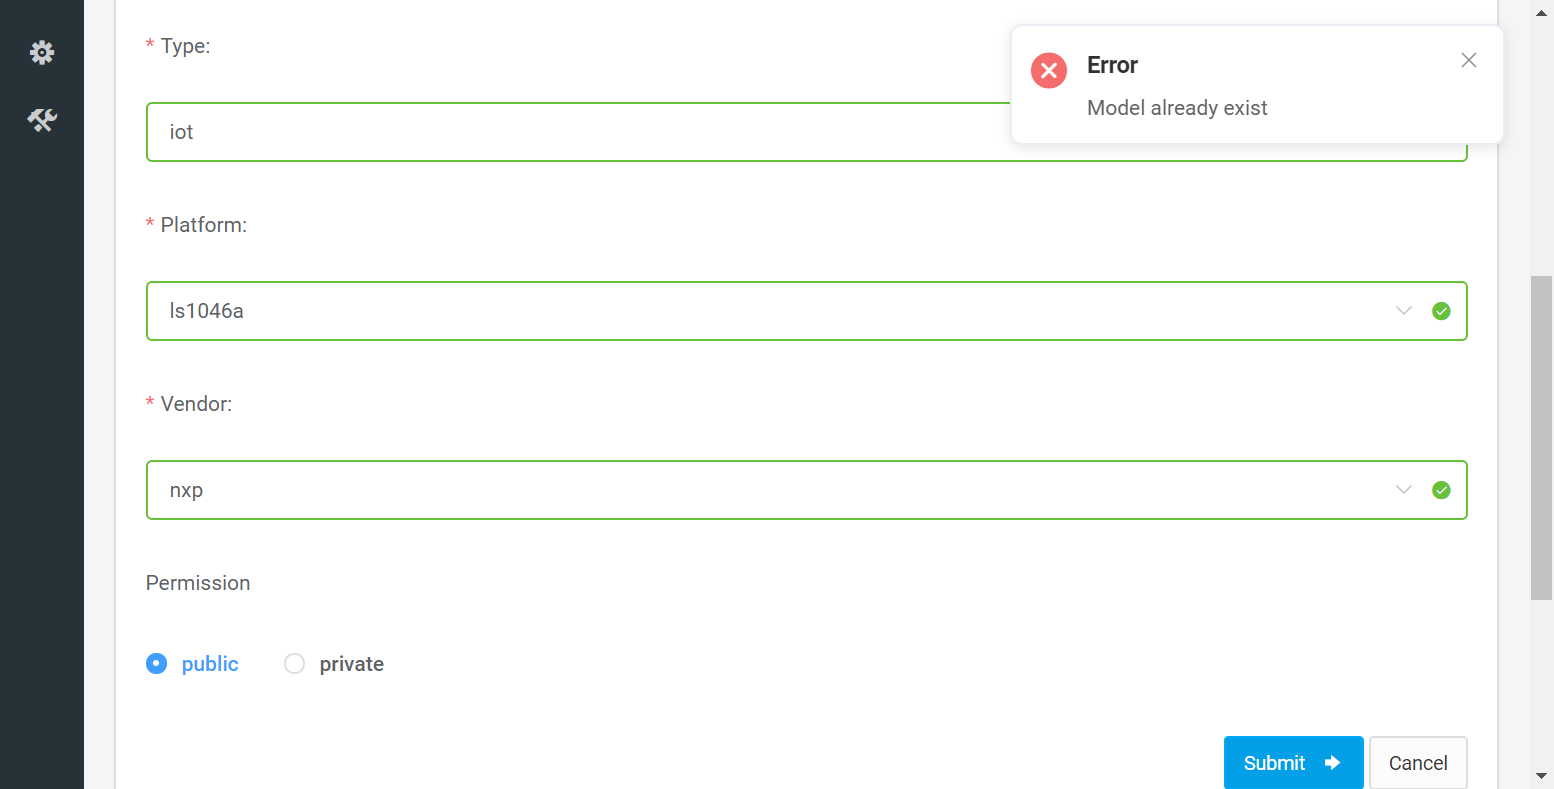 * Type:
Error
Model already exist
iot
* Platform:
ls1046a
* Vendor:
nxp
Permission
public
private
Submit
Cancel